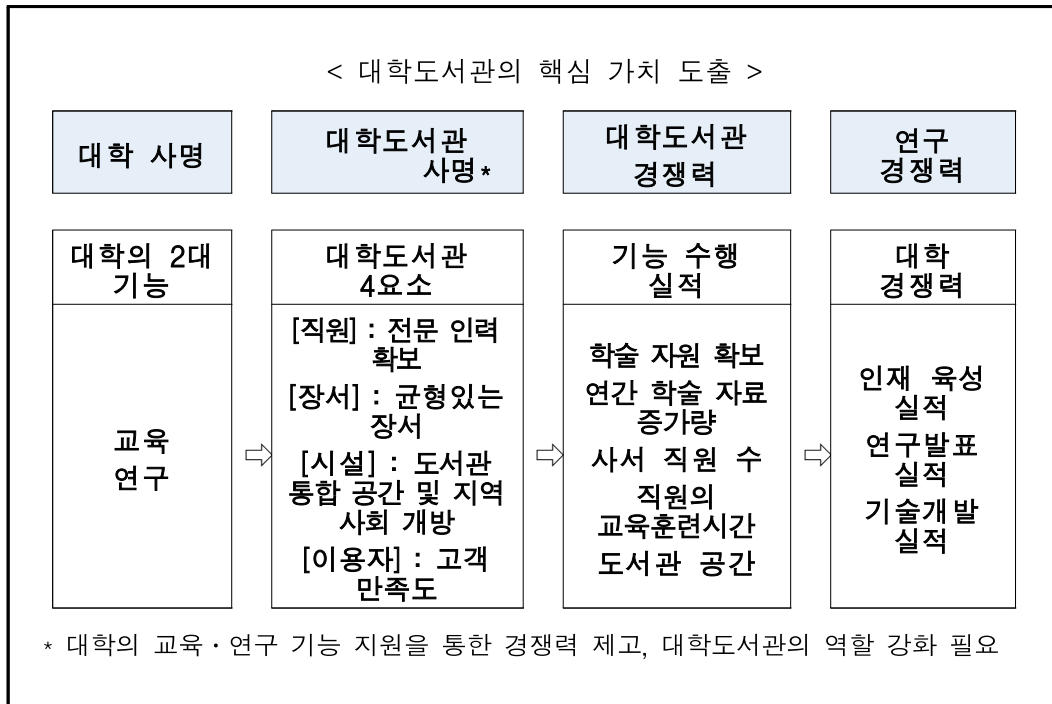 < 대학도서관의 핵심 가치 도출 >
대학 사명
대학도서관
사명*
대학도서관
경쟁력
연구
경쟁력
대학의 2대
기능
대학도서관
4요소
기능 수행
실적
대학
경쟁력
교육
연구
⇨
[직원] : 전문 인력
확보
[장서] : 균형있는
장서
[시설] : 도서관
통합 공간 및 지역
사회 개방
[이용자] : 고객
만족도
⇨
학술 자원 확보
연간 학술 자료
증가량
사서 직원 수
직원의
교육훈련시간
도서관 공간
⇨
인재 육성
실적
연구발표
실적
기술개발
실적
* 대학의 교육・연구 기능 지원을 통한 경쟁력 제고, 대학도서관의 역할 강화 필요